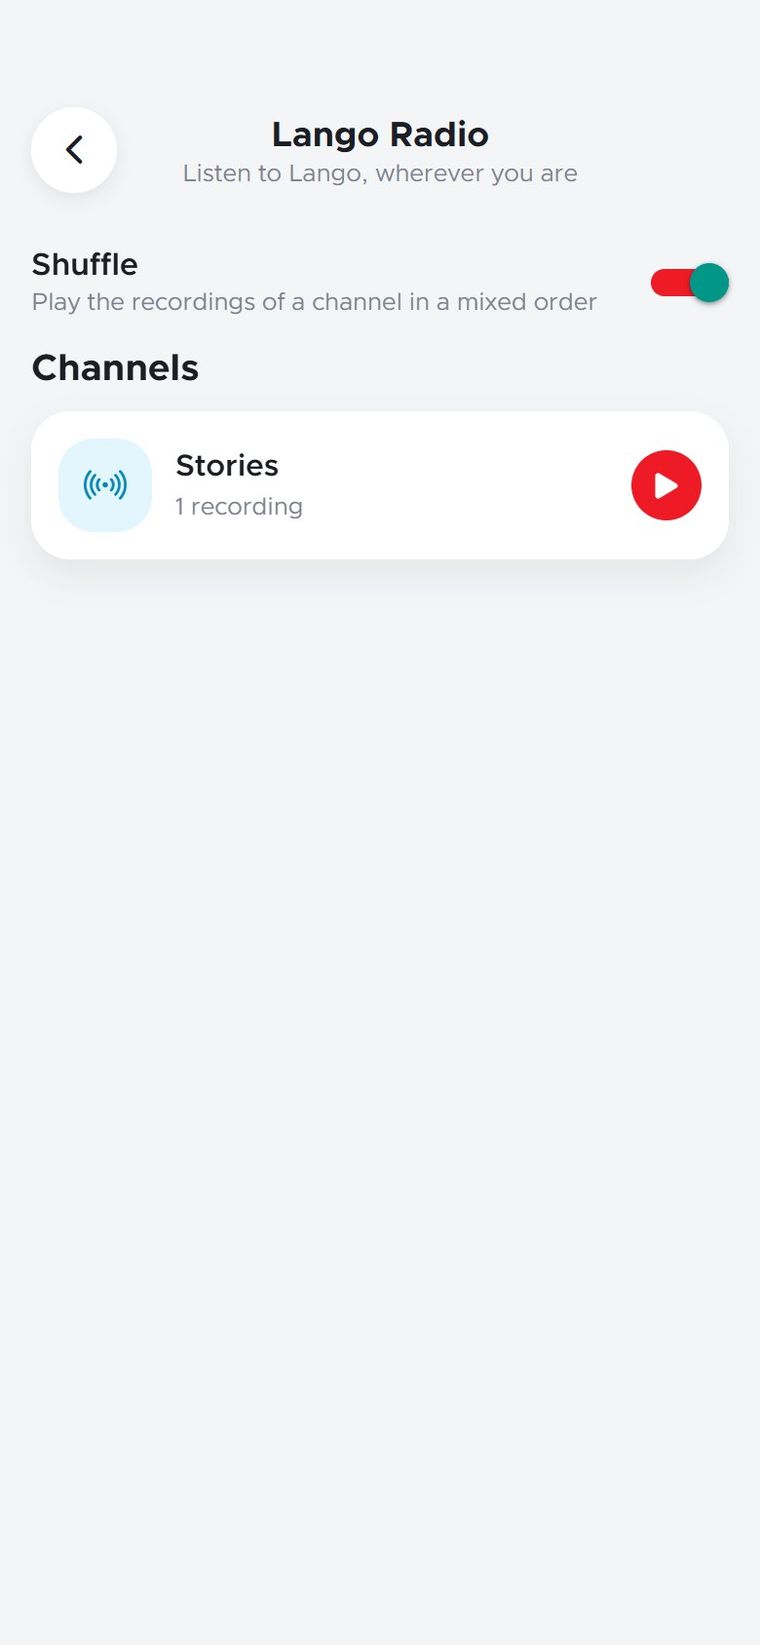 Lango Radio
Listen to Lango, wherever you are
Shuffle
Play the recordings of a channel in a mixed order
Channels
Stories
1 recording